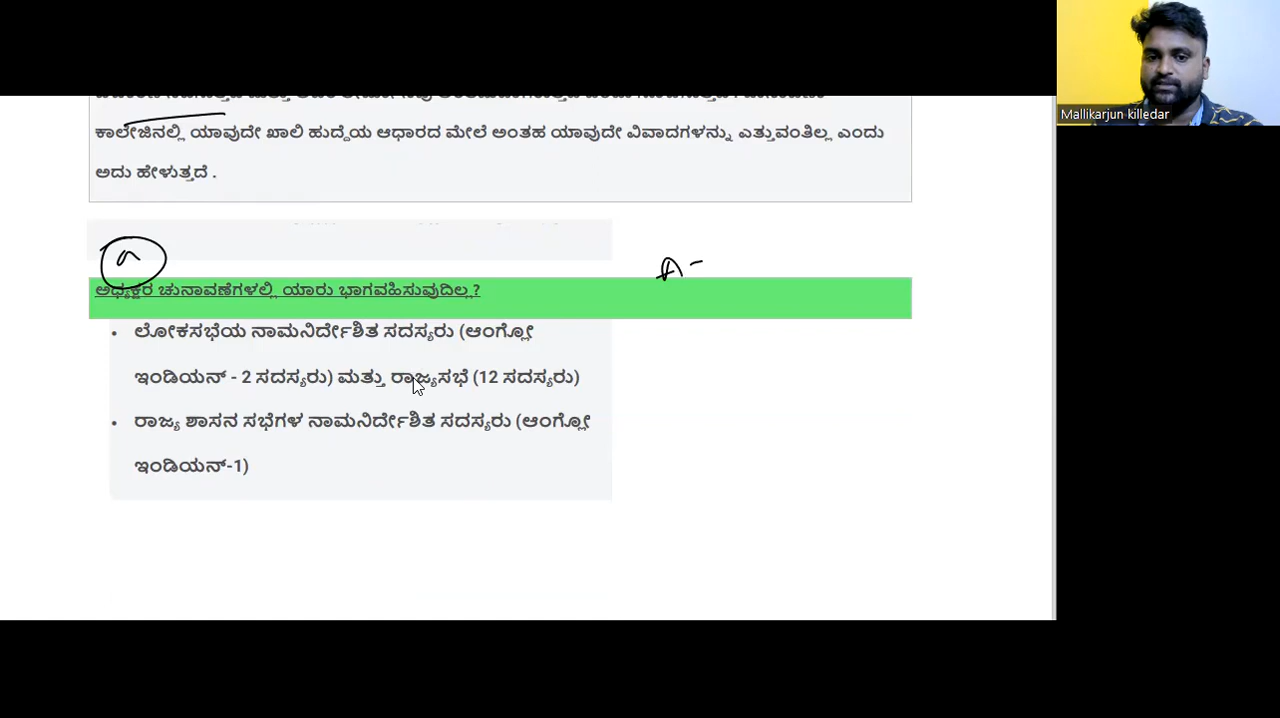 ಕಾಲೇಜಿನಲ್ಲಿ ಯಾವುದೇ ಖಾಲಿ ಹುದ್ದೆಯ ಆಧಾರದ ಮೇಲೆ ಅಂತಹ ಯಾವುದೇ ವಿವಾದಗಳನ್ನು ಎತ್ತುವಂತಿಲ್ಲ ಎಂದು
ಅದು ಹೇಳುತ್ತದೆ .
ಅಧ್ಯಕ್ಷರ ಚುನಾವಣೆಗಳಲ್ಲಿ ಯಾರು ಭಾಗವಹಿಸುವುದಿಲ್ಲ?
• ಲೋಕಸಭೆಯ ನಾಮನಿರ್ದೇಶಿತ ಸದಸ್ಯರು (ಆಂಗ್ಲೋ
ಇಂಡಿಯನ್ - 2 ಸದಸ್ಯರು) ಮತ್ತು ರಾಜ್ಯಸಭೆ (12 ಸದಸ್ಯರು)
• ರಾಜ್ಯ ಶಾಸನ ಸಭೆಗಳ ನಾಮನಿರ್ದೇಶಿತ ಸದಸ್ಯರು (ಆಂಗ್ಲೋ
ಇಂಡಿಯನ್-1)
Mallikarjun killedar